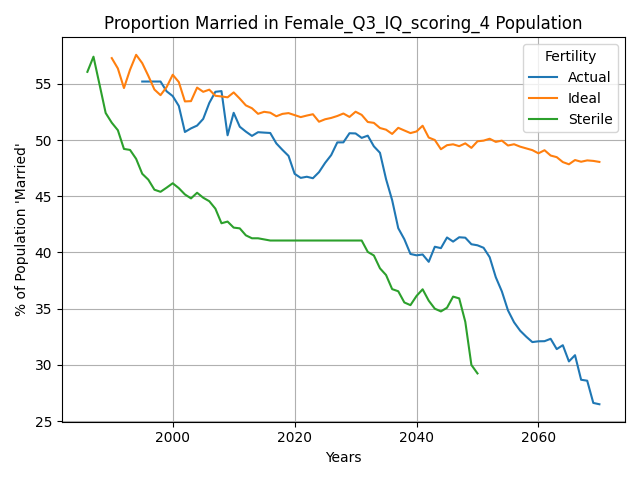 Proportion Married in Female_Q3_IQ_scoring_4 Population
Fertility
Actual
Ideal
Sterile
% of Population 'Married'
55
50
45
40
35
30
25
2000
2020
2040
2060
Years